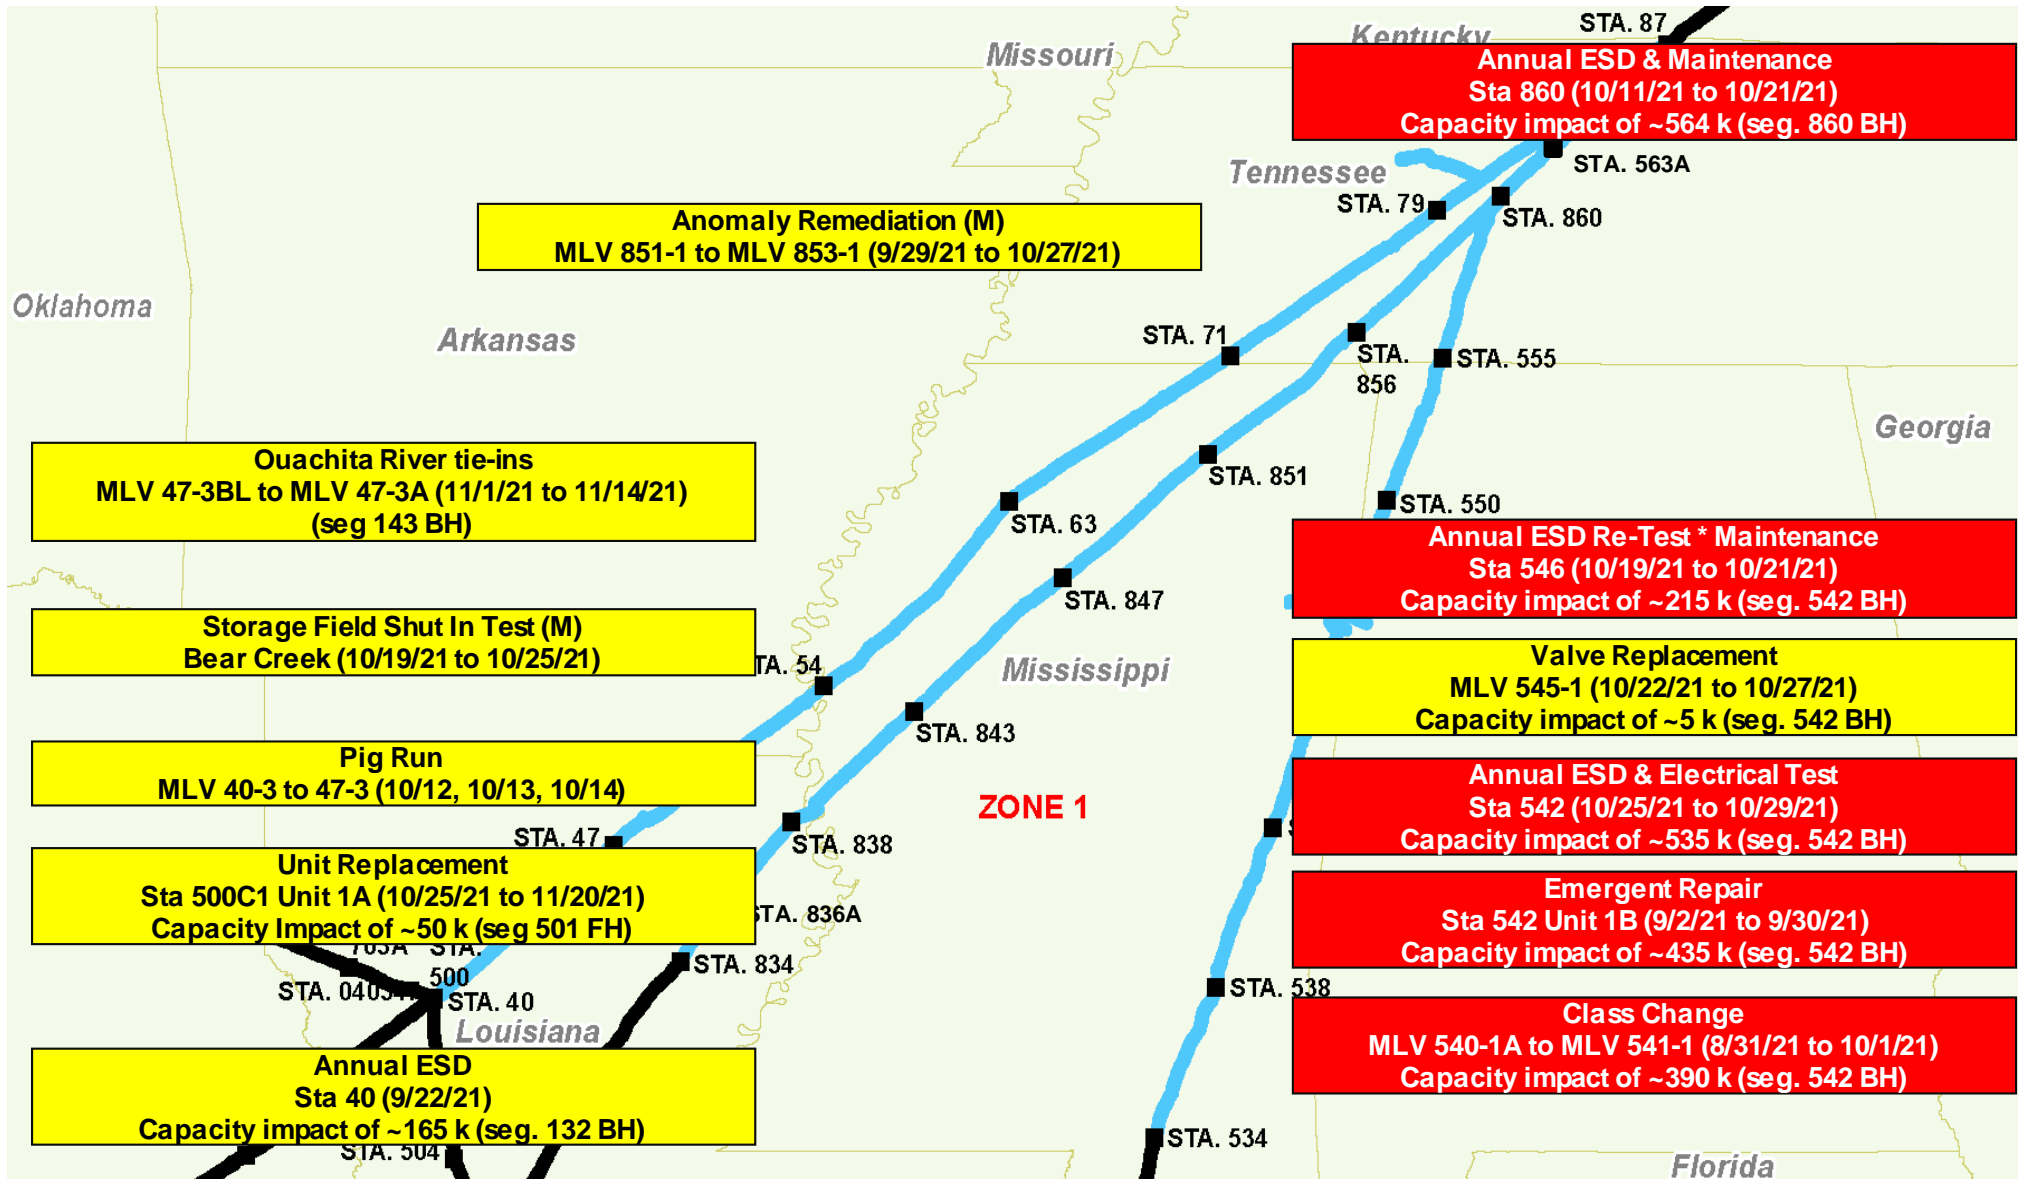 STA. 87
Missouri
Kentucky
Annual ESD & Maintenance
Sta 860 (10/11/21 to 10/21/21)
Capacity impact of ~564 k (seg. 860 BH)
STA. 563A
Tennessee
STA. 79
STA. 860
Anomaly Remediation (M)
MLV 851-1 to MLV 853-1 (9/29/21 to 10/27/21)
Oklahoma
Arkansas
STA. 71
STA.
856
STA. 555
Georgia
Ouachita River tie-ins
MLV 47-3BL to MLV 47-3A (11/1/21 to 11/14/21)
(seg 143 BH)
STA. 851
STA. 550
STA. 63
Annual ESD Re-Test * Maintenance
Sta 546 (10/19/21 to 10/21/21)
Capacity impact of ~215 k (seg. 542 BH)
STA. 847
Storage Field Shut In Test (M)
Bear Creek (10/19/21 to 10/25/21)
TA. 54
Mississippi
Valve Replacement
MLV 545-1 (10/22/21 to 10/27/21)
Capacity impact of ~5 k (seg. 542 BH)
STA. 843
Pig Run
MLV 40-3 to 47-3 (10/12, 10/13, 10/14)
ZONE 1
Annual ESD & Electrical Test
Sta 542 (10/25/21 to 10/29/21)
Capacity impact of ~535 k (seg. 542 BH)
STA. 47
STA. 838
Unit Replacement
Sta 500C1 Unit 1A (10/25/21 to 11/20/21)
Capacity Impact of ~50 k (seg 501 FH)
STA. 836A
Emergent Repair
Sta 542 Unit 1B (9/2/21 to 9/30/21)
Capacity impact of ~435 k (seg. 542 BH)
STA.
500
STA. 834
STA.
STA. 40
STA. 538
Louisiana
Class Change
MLV 540-1A to MLV 541-1 (8/31/21 to 10/1/21)
Capacity impact of ~390 k (seg. 542 BH)
Annual ESD
Sta 40 (9/22/21)
Capacity impact of ~165 k (seg. 132 BH)
STA. 504
STA. 534
Florida